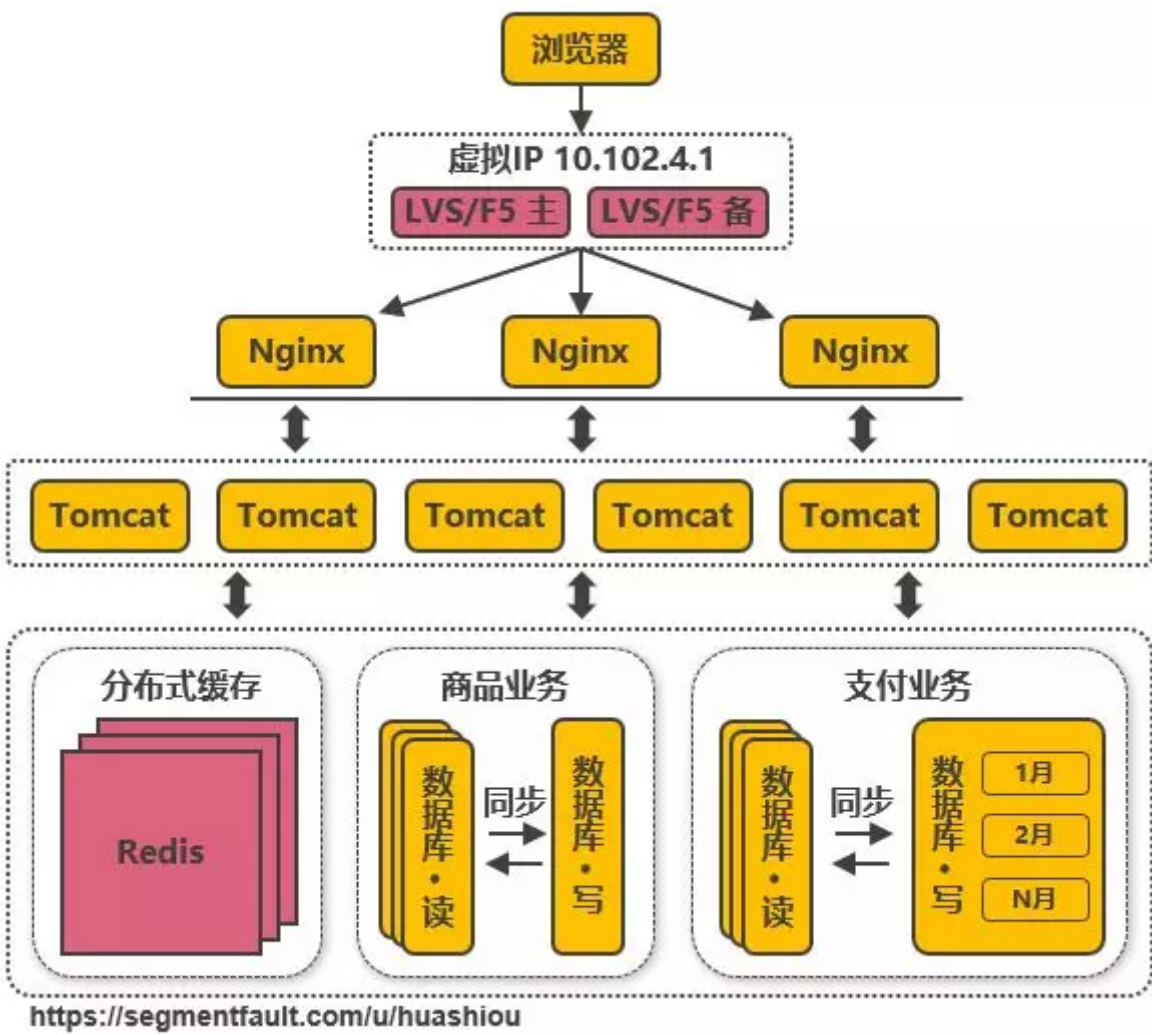 浏览器
虚拟IP 10.102.4.1
LVS/F5 主
LVS/F5 备
Nginx
Nginx
Nginx
Tomcat
Tomcat
Tomcat
Tomcat
Tomcat
Tomcat
分布式缓存
Redis
商品业务
数据库·读
同步
数据库·写
支付业务
数据库·读
同步
数据库·写
1月
2月
N月
https://segmentfault.com/u/huashiou